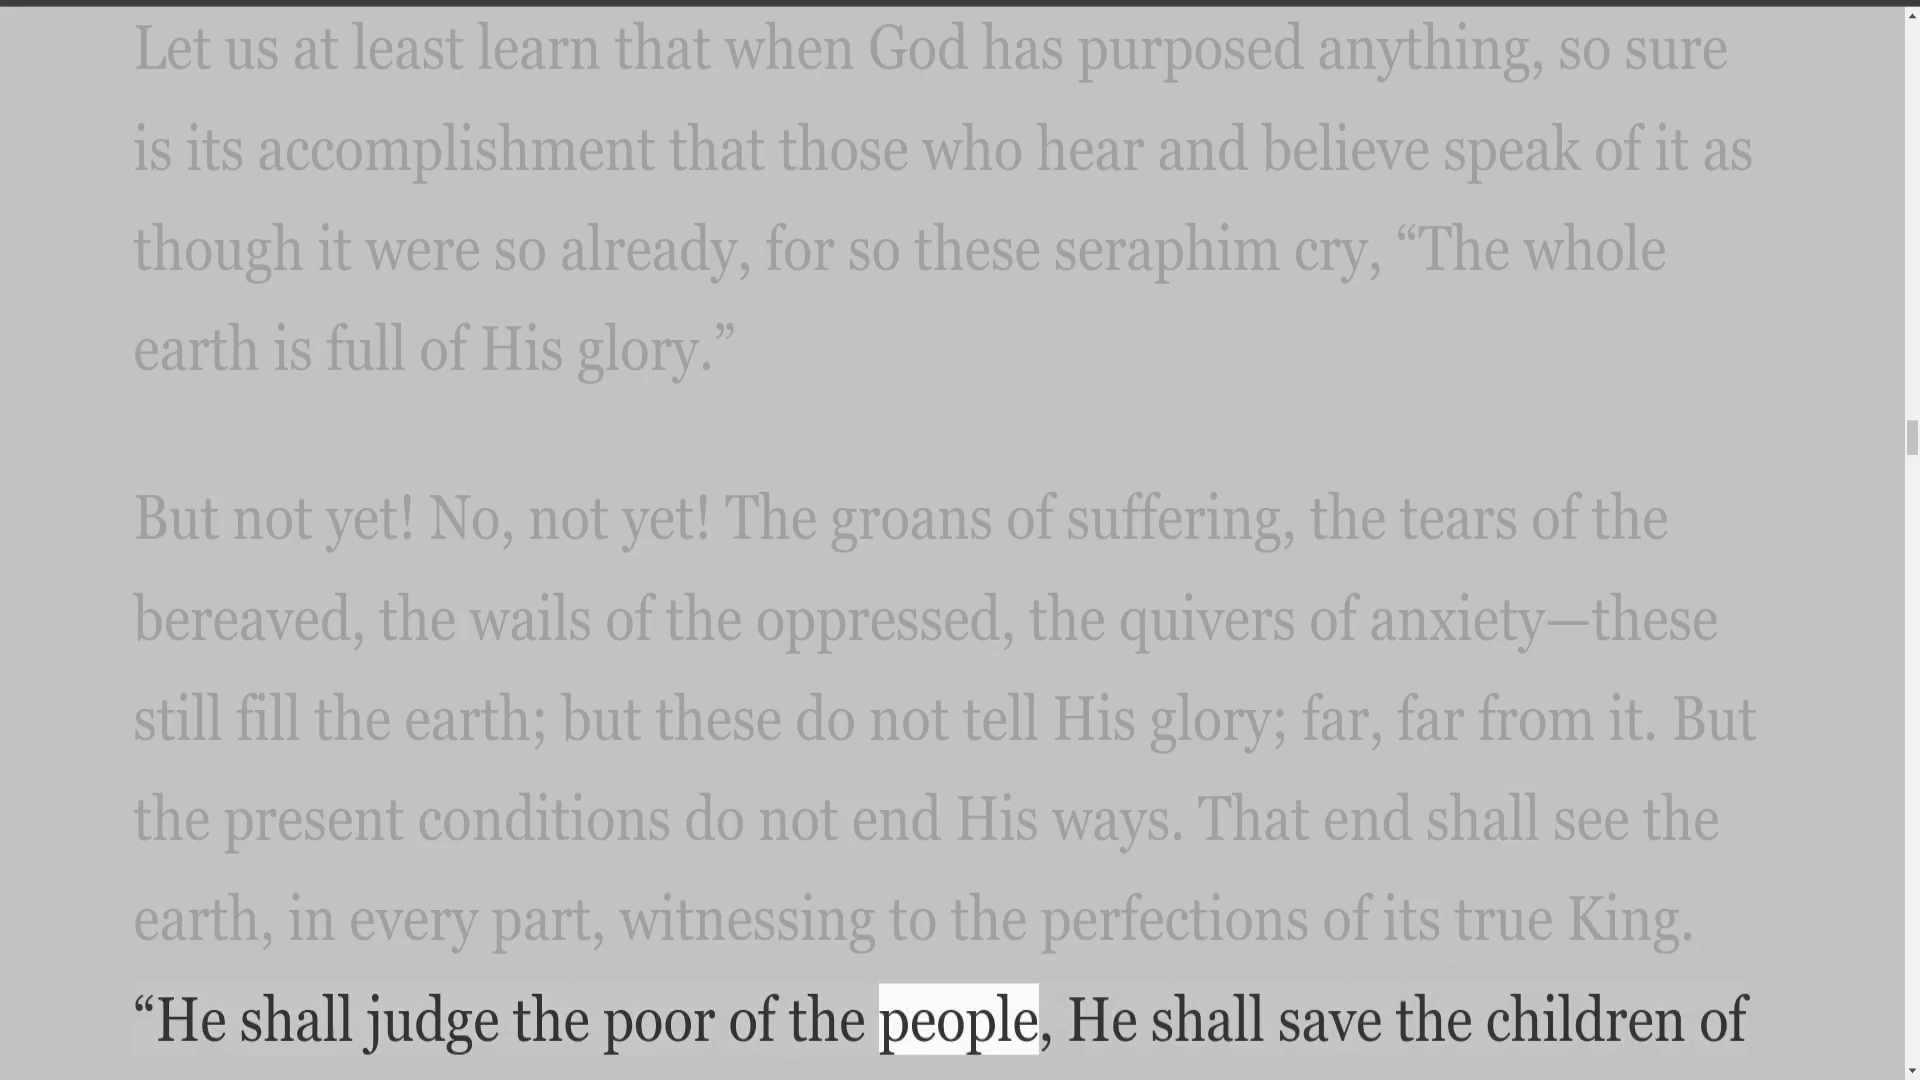 Let us at least learn that when God has purposed anything, so sure
is its accomplishment that those who hear and believe speak of it as
though it were so already, for so these seraphim cry, “The whole
earth is full of His glory.”
But not yet! No, not yet! The groans of suffering, the tears of the
bereaved, the wails of the oppressed, the quivers of anxiety—these
still fill the earth; but these do not tell His glory; far, far from it. But
the present conditions do not end His ways. That end shall see the
earth, in every part, witnessing to the perfections of its true King.
“He shall judge the poor of the people, He shall save the children of